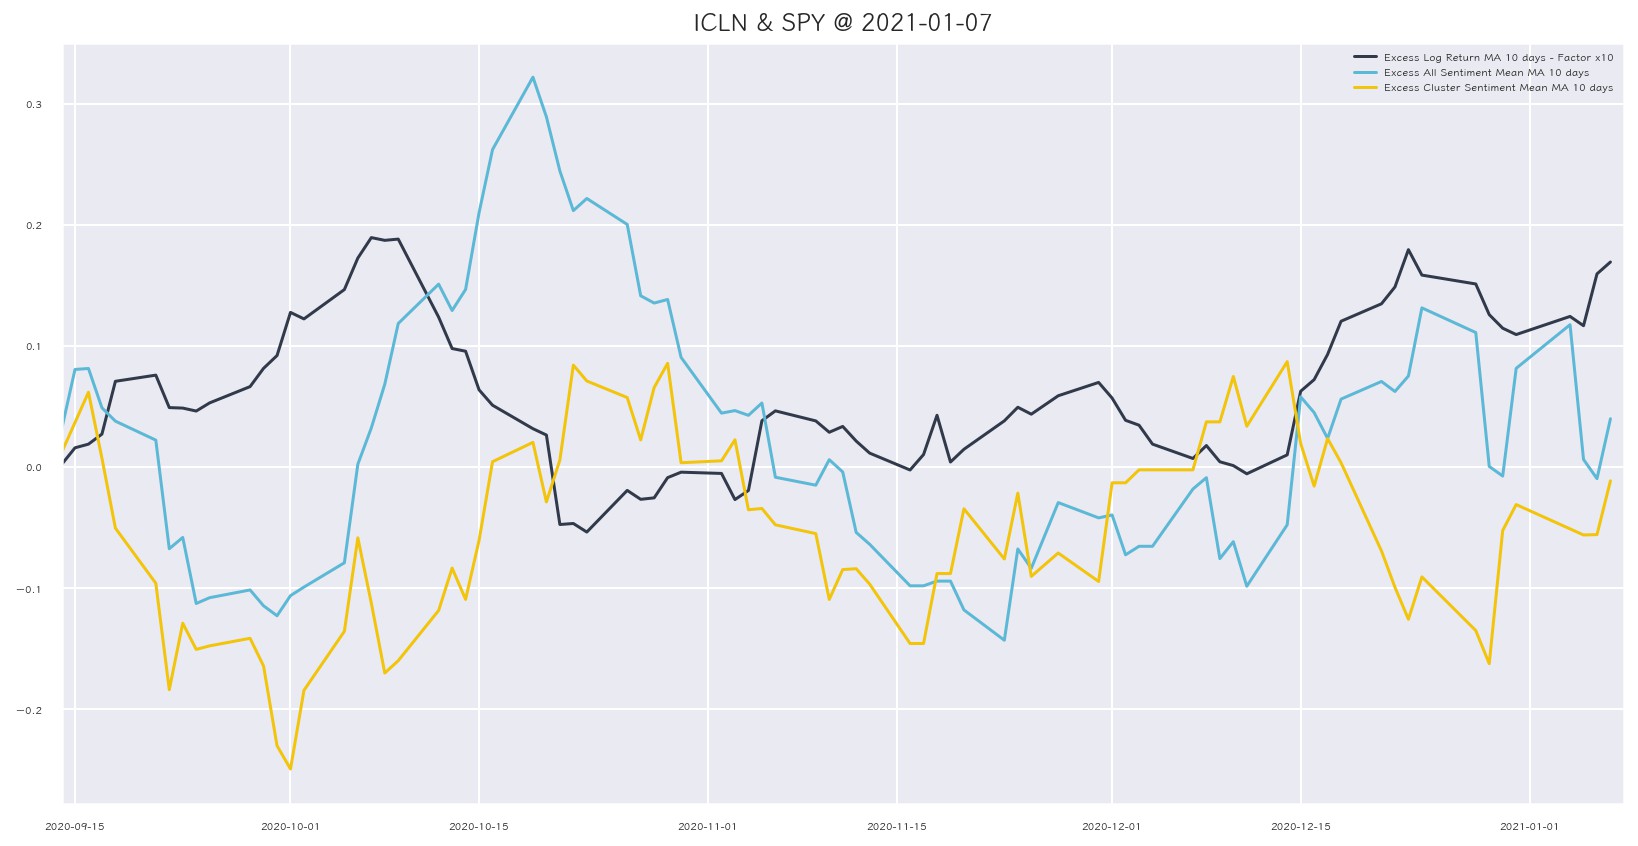 ICLN & SPY @ 2021-01-07
Excess Log Return MA 10 days - Factor x10
Excess All Sentiment Mean MA 10 days
Excess Cluster Sentiment Mean MA 10 days
0.3
0.2
0.1
0.0
−0.1
−0.2
2020-09-15 2020-10-01 2020-10-15 2020-11-01 2020-11-15 2020-12-01 2020-12-15 2021-01-01